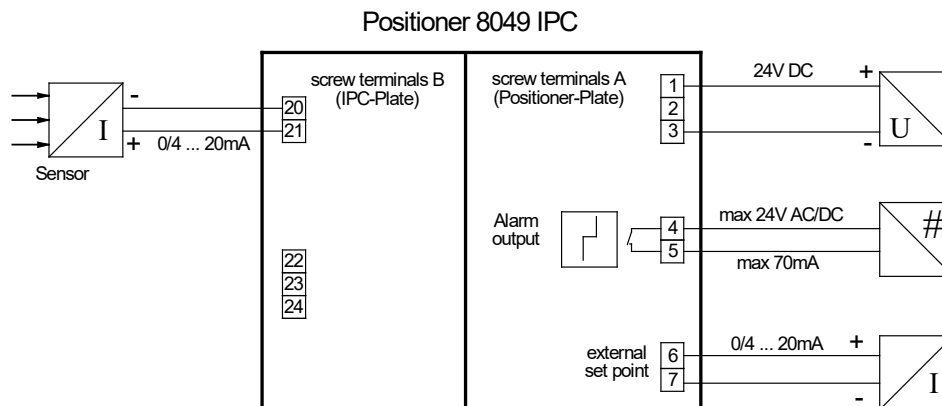 Positioner 8049 IPC
screw terminals B
(IPC-Plate)
screw terminals A
(Positioner-Plate)
24V DC
+
-
I
+
0/4 ... 20mA
Sensor
20
21
1
2
3
U
-
Alarm
output
4
5
max 24V AC/DC
max 70mA
#
22
23
24
external
set point
6
7
0/4 ... 20mA
+
-
I